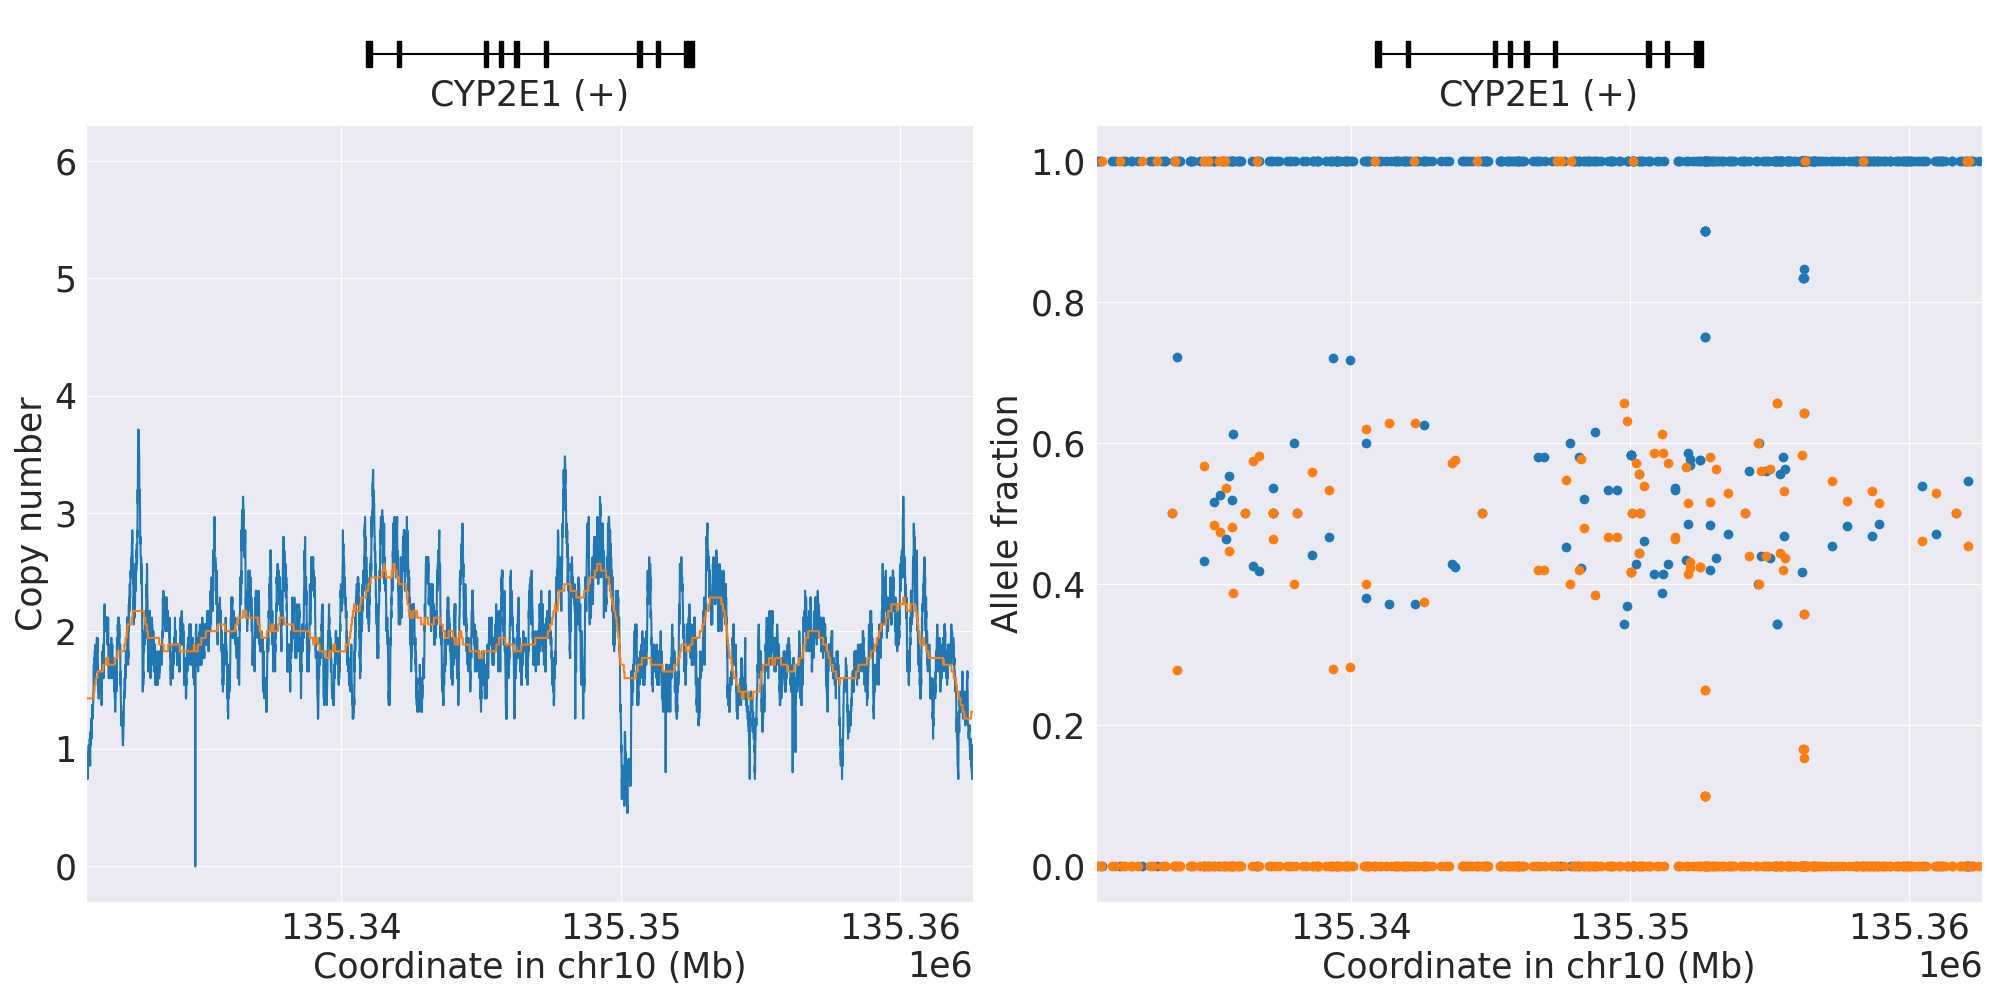 CYP2E1 (+)
6
5
4
3
2
1
0
Copy number
135.34 135.35 135.36
Coordinate in chr10 (Mb)
1e6
CYP2E1 (+)
1.0
0.8
0.6
0.4
0.2
0.0
Allele fraction
135.34 135.35 135.36
Coordinate in chr10 (Mb)
1e6